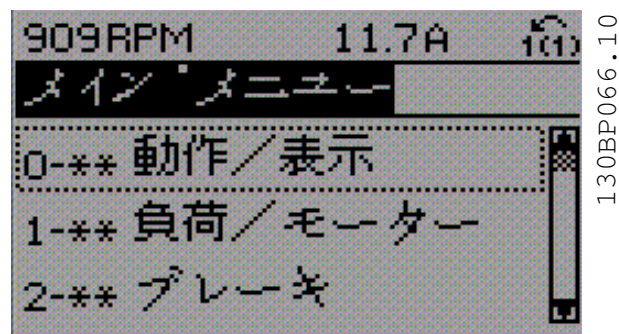 909RPM 11.7A 1(1)
メイン゛メニュー
0-** 動作/表示
1-** 負荷/モーター
2-** ブレーキ
130BP066.10